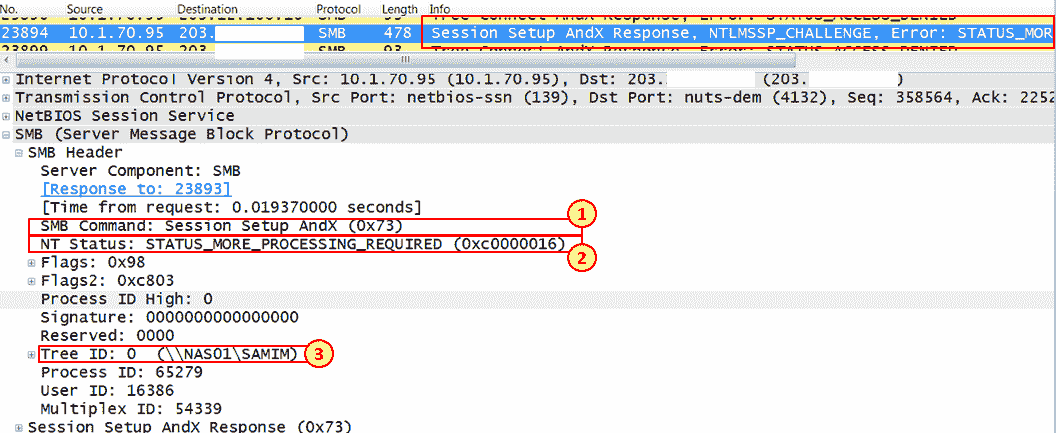 No. Source Destination Protocol Length Info
23894 10.1.70.95 203. SMB 478 Session Setup AndX Response, NTLMSSP_CHALLENGE, Error: STATUS_MOR
Internet Protocol Version 4, Src: 10.1.70.95 (10.1.70.95), Dst: 203. (203. )
Transmission Control Protocol, Src Port: netbios-ssn (139), Dst Port: nuts-dem (4132), Seq: 358564, Ack: 2252
NetBIOS Session Service
SMB (Server Message Block Protocol)
SMB Header
Server Component: SMB
[Response to: 23893]
[Time from request: 0.019370000 seconds]
SMB Command: Session Setup AndX (0x73) 1
NT Status: STATUS_MORE_PROCESSING_REQUIRED (0xc0000016) 2
Flags: 0x98
Flags2: 0xc803
Process ID High: 0
Signature: 0000000000000000
Reserved: 0000
Tree ID: 0 (\\NAS01\SAMIM) 3
Process ID: 65279
User ID: 16386
Multiplex ID: 54339
Session Setup AndX Response (0x73)